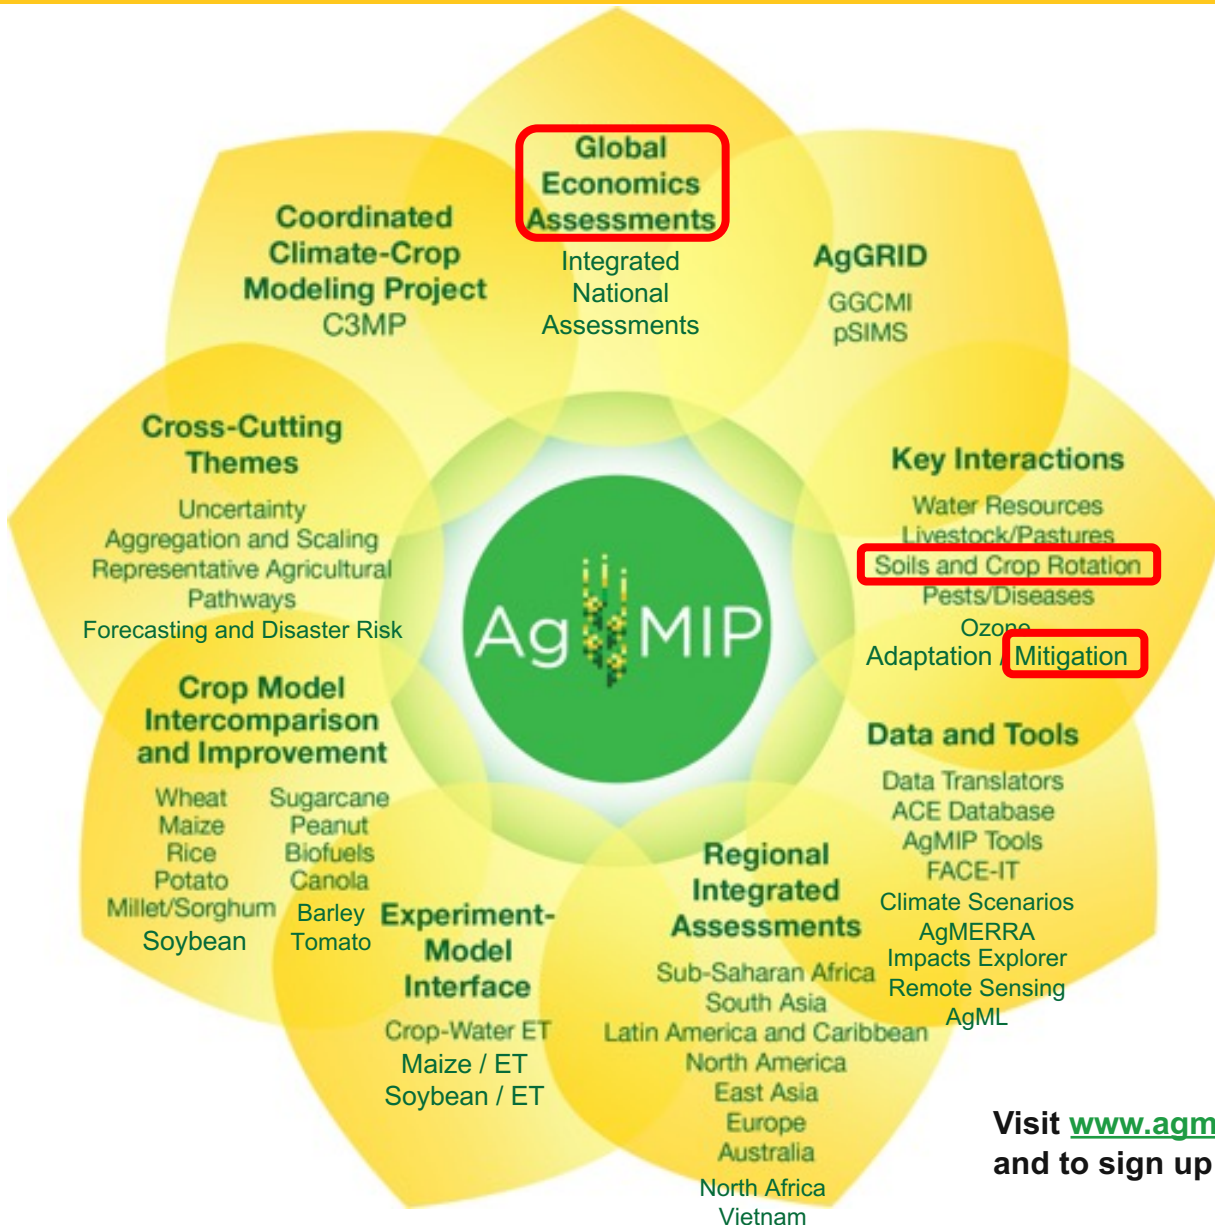 Global
Economics
Assessments
Integrated
National
Assessments
Coordinated
Climate-Crop
Modeling Project
C3MP
AgGRID
GGCMI
pSIMS
Cross-Cutting
Themes
Uncertainty
Aggregation and Scaling
Representative Agricultural
Pathways
Forecasting and Disaster Risk
Key Interactions
Water Resources
Livestock/Pastures
Soils and Crop Rotation
Pests/Diseases
Ozone
Adaptation / Mitigation
AgMIP
Crop Model
Intercomparison
and Improvement
Wheat
Maize
Rice
Potato
Millet/Sorghum
Soybean
Sugarcane
Peanut
Biofuels
Canola
Barley
Tomato
Experiment-
Model
Interface
Crop-Water ET
Maize / ET
Soybean / ET
Regional
Integrated
Assessments
Sub-Saharan Africa
South Asia
Latin America and Caribbean
North America
East Asia
Europe
Australia
North Africa
Vietnam
Data and Tools
Data Translators
ACE Database
AgMIP Tools
FACE-IT
Climate Scenarios
AgMERRA
Impacts Explorer
Remote Sensing
AgML
Visit www.agm
and to sign up